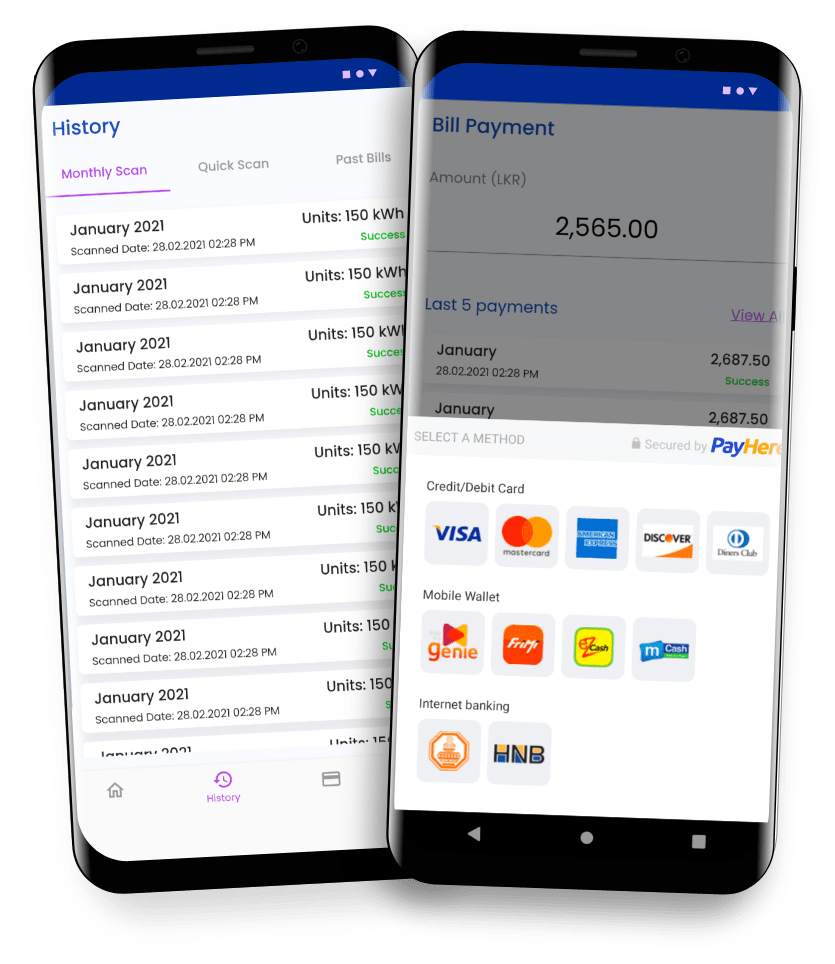 History
Monthly Scan
Quick Scan
Past Bills
January 2021
Units: 150 kWh
Scanned Date: 28.02.2021 02:28 PM
Success
January 2021
Units: 150 kWh
Scanned Date: 28.02.2021 02:28 PM
Success
January 2021
Units: 150 kWh
Scanned Date: 28.02.2021 02:28 PM
Succes
January 2021
Units: 150 kW
Scanned Date: 28.02.2021 02:28 PM
Succe
January 2021
Units: 150 kV
Scanned Date: 28.02.2021 02:28 PM
Succ
January 2021
Units: 150 k
Scanned Date: 28.02.2021 02:28 PM
Suc
January 2021
Units: 150 k
Scanned Date: 28.02.2021 02:28 PM
Su
January 2021
Units: 150
Scanned Date: 28.02.2021 02:28 PM
Su
January 2021
Units: 150
Scanned Date: 28.02.2021 02:28 PM
S
January 2021
Units: 15
History
Bill Payment
Amount (LKR)
2,565.00
Last 5 payments
View All
January
2,687.50
28.02.2021 02:28 PM
Success
January
2,687.50
SELECT A METHOD
Secured by PayHere
Credit/Debit Card
VISA
mastercard
AMERICAN
EXPRESS
DISCOVER
Diners Club
Mobile Wallet
genie
FriMi
eZ
Cash
m Cash
Internet banking
HNB